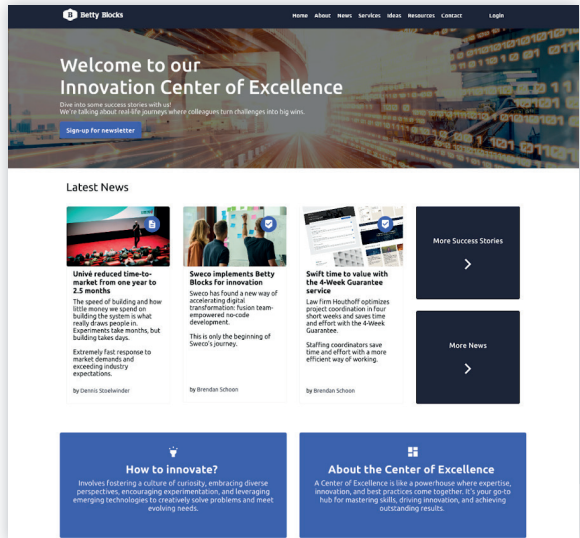 Betty Blocks
Home About News Services Ideas Resources Contact Login
Welcome to our
Innovation Center of Excellence
Dive into some success stories with us!
We're talking about real-life journeys where colleagues turn challenges into big wins.
Sign-up for newsletter
Latest News
Univé reduced time-to-
market from one year to
2.5 months
The speed of building and how
little money we spend on
building the system is what
really draws people in.
Experiments take months, but
building takes days.
Extremely fast response to
market demands and
exceeding industry
expectations.
by Dennis Stoelwinder
Sweco implements Betty
Blocks for innovation
Sweco has found a new way of
accelerating digital
transformation: fusion team-
empowered no-code
development.
This is only the beginning of
Sweco's journey.
by Brendan Schoon
Swift time to value with
the 4-Week Guarantee
service
Law firm Houthoff optimizes
project coordination in four
short weeks and saves time
and effort with the 4-Week
Guarantee.
Staffing coordinators save
time and effort with a more
efficient way of working.
by Brendan Schoon
More Success Stories
More News
How to innovate?
Involves fostering a culture of curiosity, embracing diverse
perspectives, encouraging experimentation, and leveraging
emerging technologies to creatively solve problems and meet
evolving needs.
About the Center of Excellence
A Center of Excellence is like a powerhouse where expertise,
innovation, and best practices come together. It's your go-to
hub for mastering skills, driving innovation, and achieving
outstanding results.